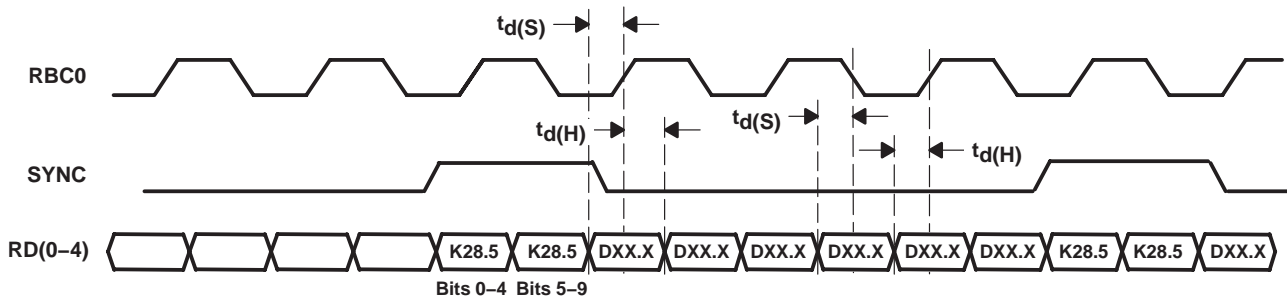 td(S)
RBC0
td(H)
td(S)
td(H)
SYNC
RD(0–4)
K28.5 K28.5 DXX.X DXX.X DXX.X DXX.X DXX.X DXX.X K28.5 K28.5 DXX.X
Bits 0–4 Bits 5–9